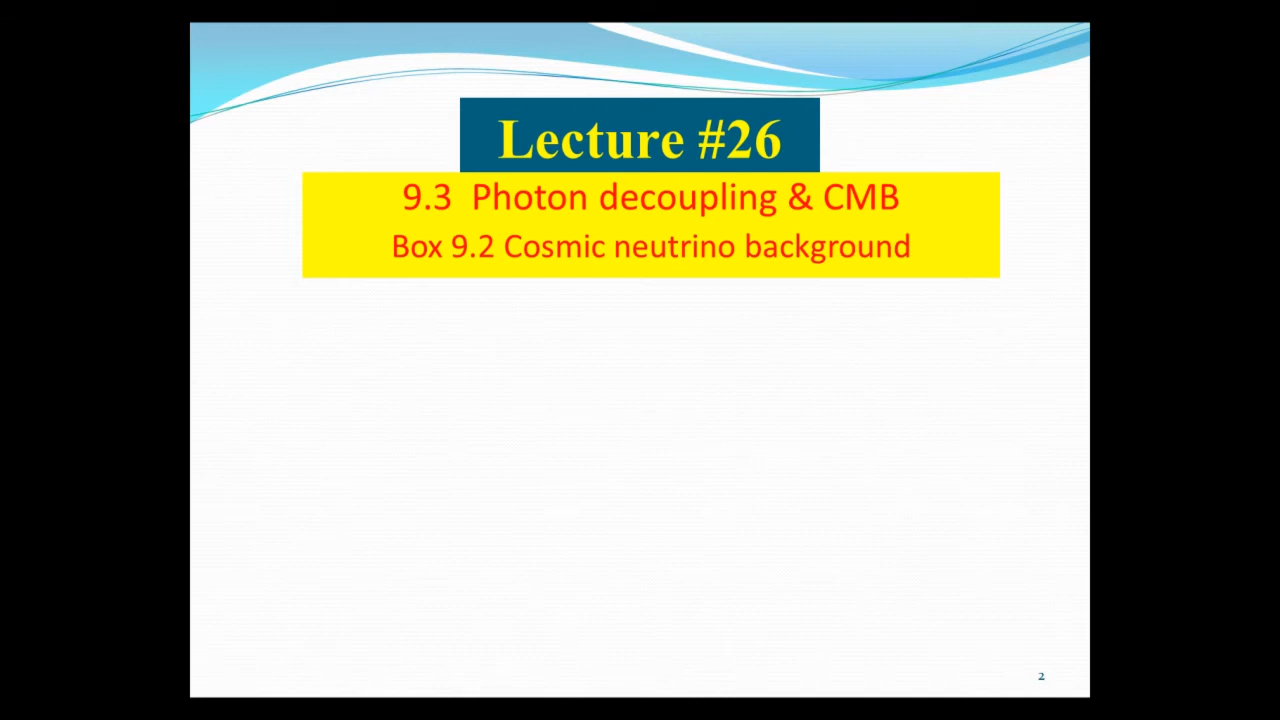 Lecture #26
9.3 Photon decoupling & CMB
Box 9.2 Cosmic neutrino background
2